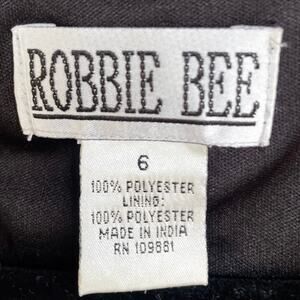 ROBBIE BEE
6
100% POLYESTER
LINING:
100% POLYESTER
MADE IN INDIA
RN 109881